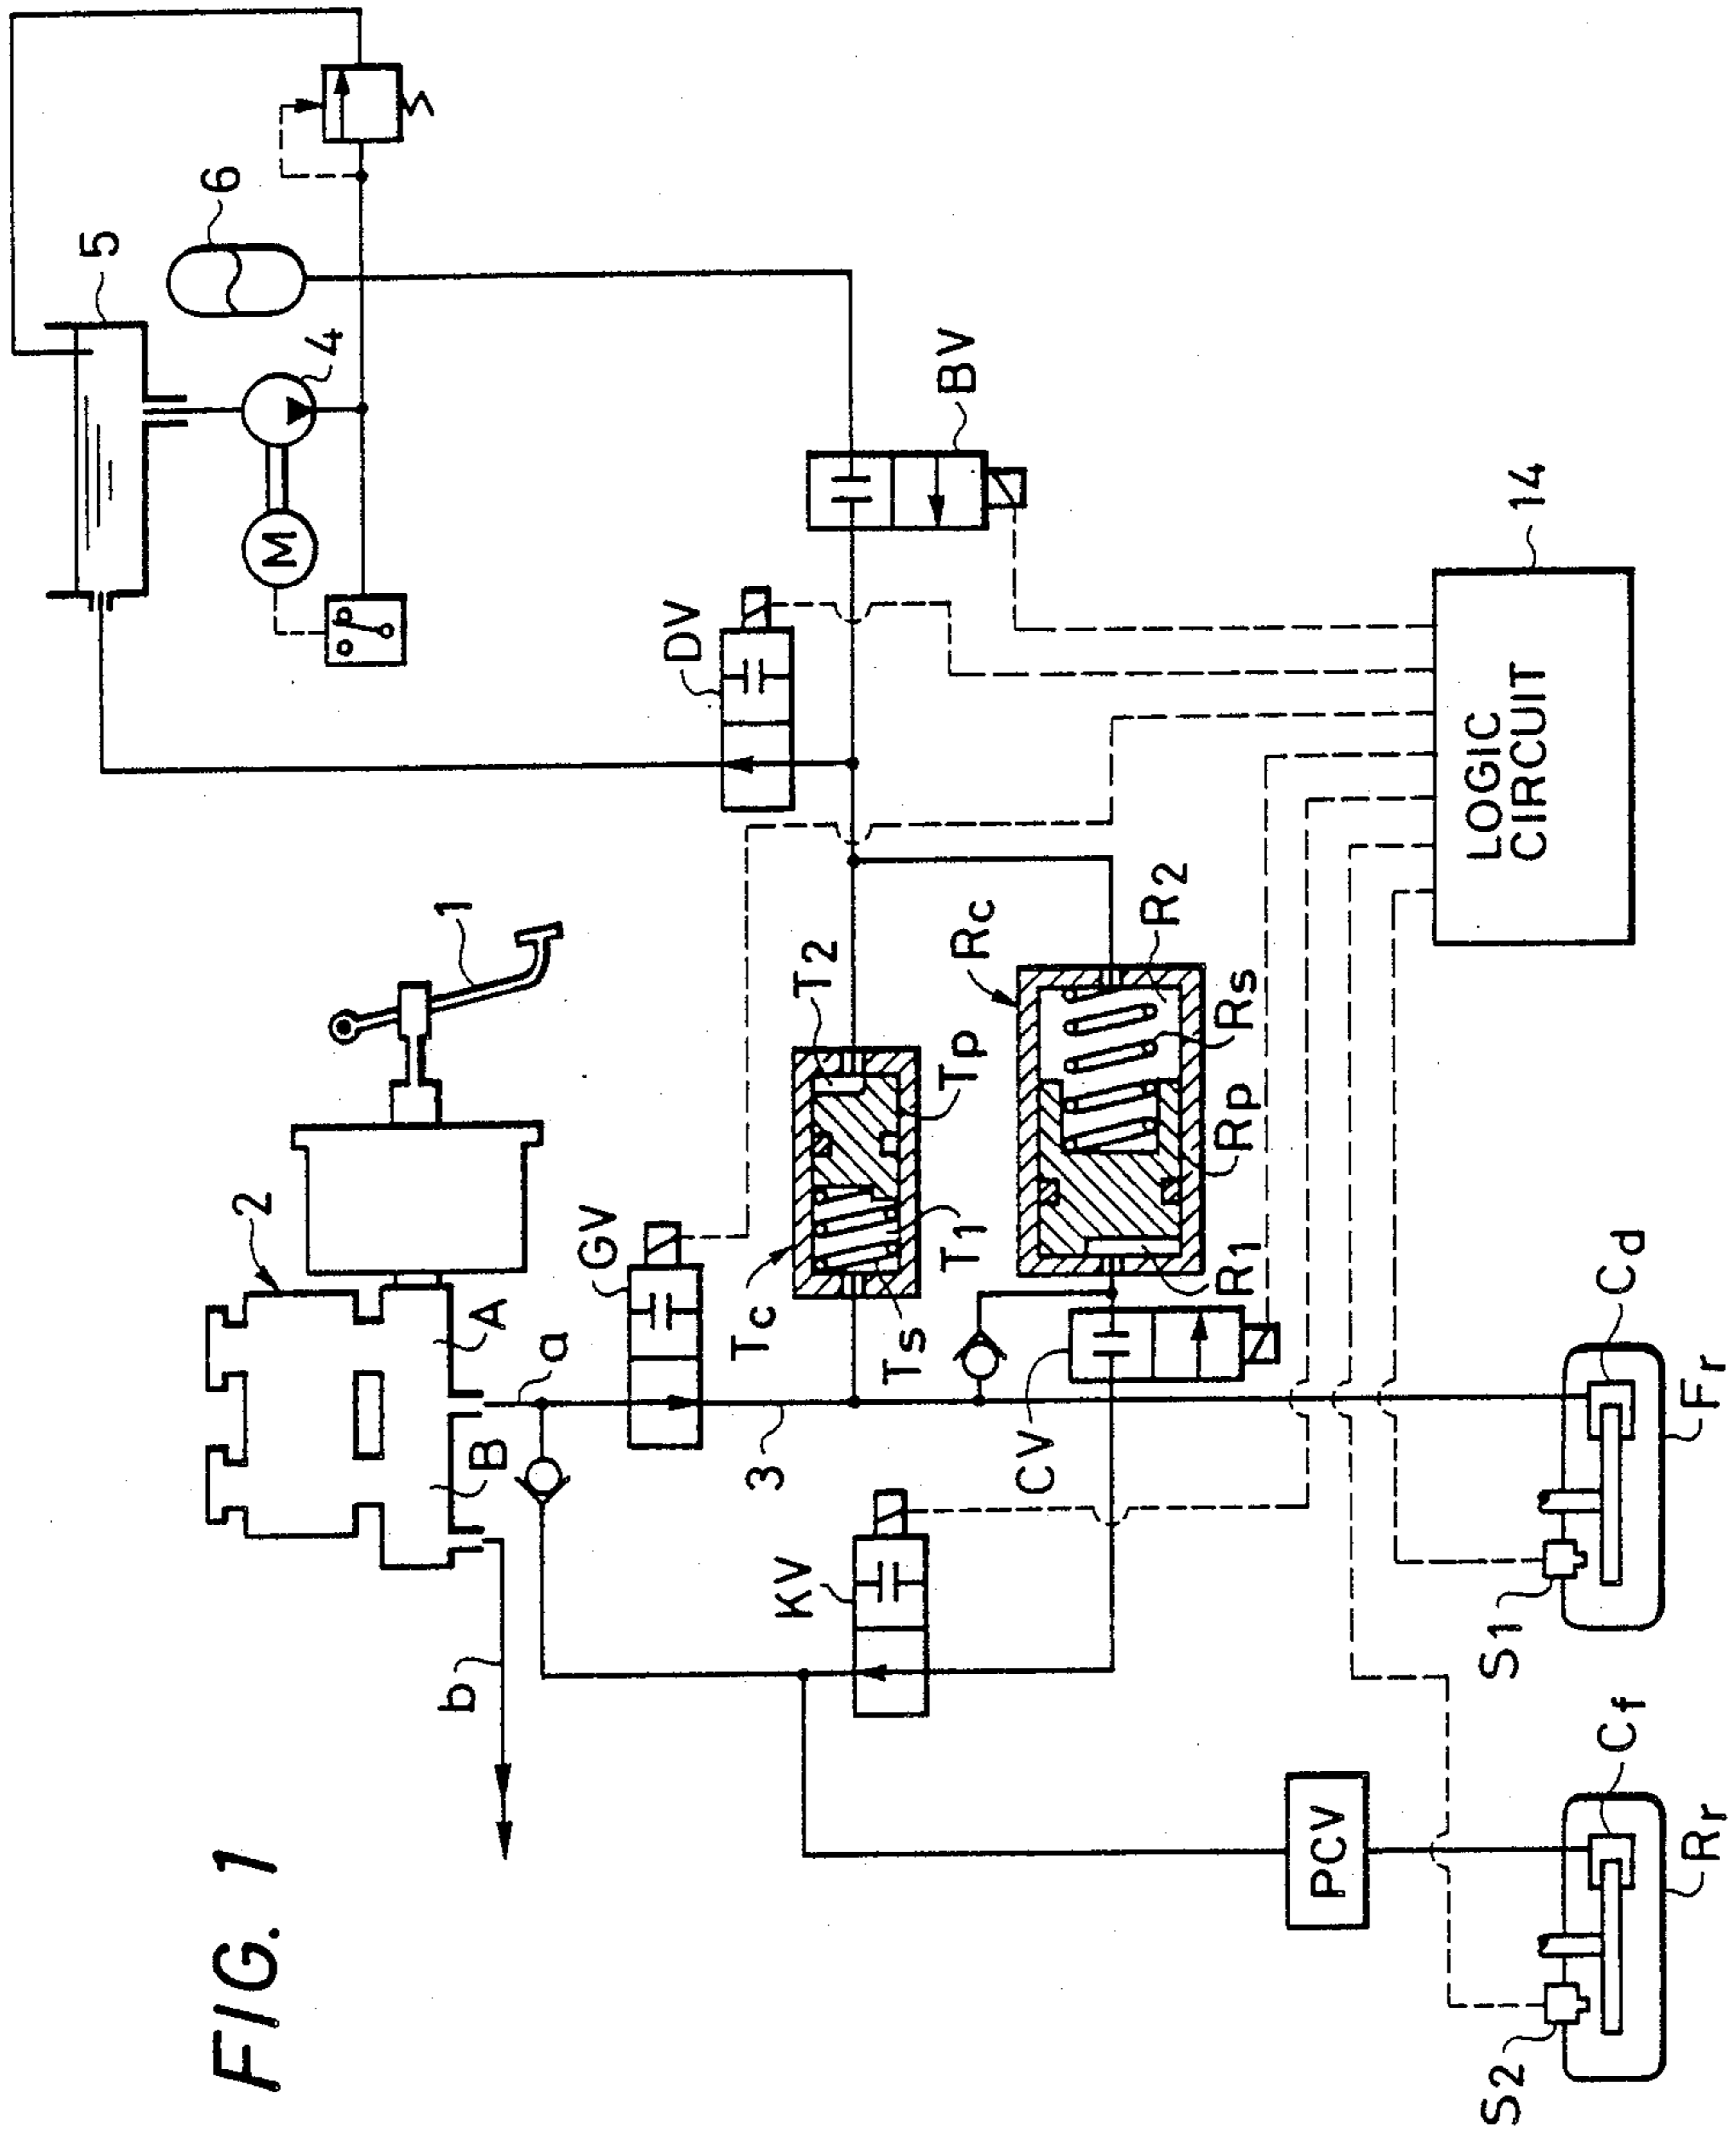 FIG. 1
5
6
4
M
BV
DV
14
LOGIC
CIRCUIT
1
2
A
B
a
b
GV
3
Tc
T2
Tp
T1
Ts
Rc
R2
Rs
Rp
R1
CV
KV
PCV
Cd
Fr
S1
Cf
Rr
S2